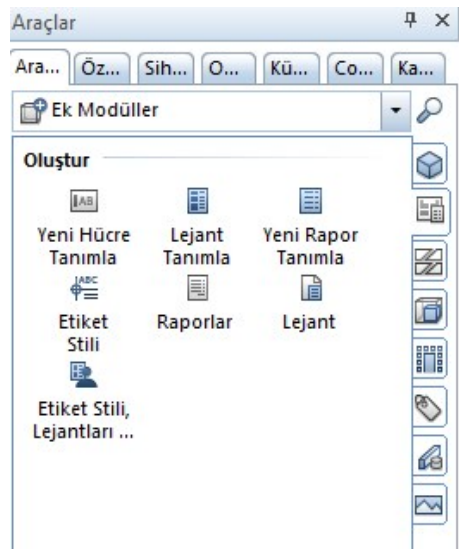 Araçlar
Ara... Öz... Sih... O... Kü... Co... Ka...
Ek Modüller
Oluştur
AB
Yeni Hücre Tanımla
Lejant Tanımla
Yeni Rapor Tanımla
ABC
Etiket Stili
Raporlar
Lejant
Etiket Stili, Lejantları ...